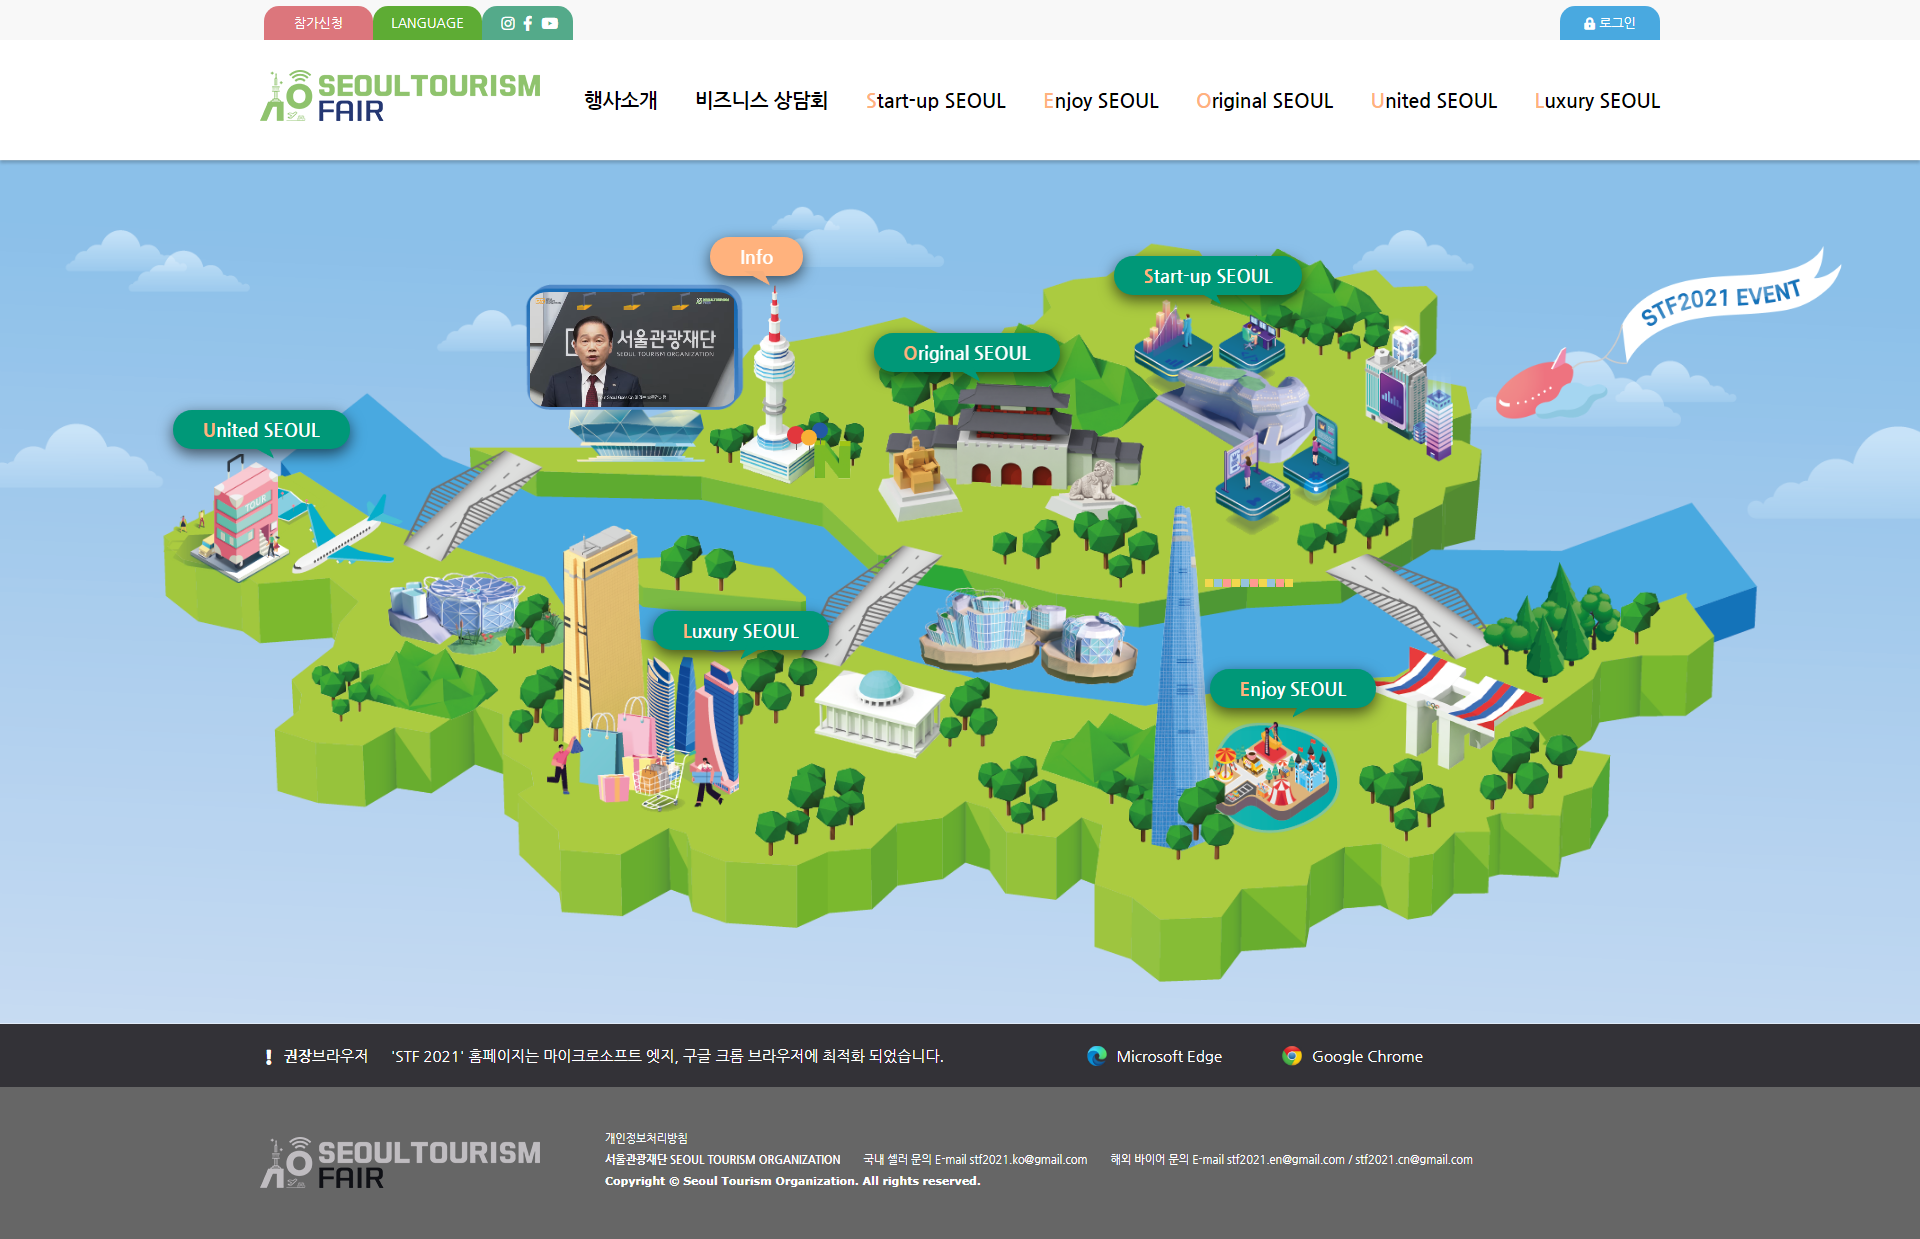 참가신청
LANGUAGE
로그인
SEOULTOURISM
FAIR
행사소개
비즈니스 상담회
Start-up SEOUL
Enjoy SEOUL
Original SEOUL
United SEOUL
Luxury SEOUL
Info
Start-up SEOUL
STF2021 EVENT
서울관광재단
SEOUL TOURISM ORGANIZATION
Original SEOUL
United SEOUL
TOUR
N
Luxury SEOUL
Enjoy SEOUL
권장브라우저
'STF 2021' 홈페이지는 마이크로소프트 엣지, 구글 크롬 브라우저에 최적화 되었습니다.
Microsoft Edge
Google Chrome
SEOULTOURISM
FAIR
개인정보처리방침
서울관광재단 SEOUL TOURISM ORGANIZATION 국내 셀러 문의 E-mail stf2021.ko@gmail.com 해외 바이어 문의 E-mail stf2021.en@gmail.com / stf2021.cn@gmail.com
Copyright © Seoul Tourism Organization. All rights reserved.